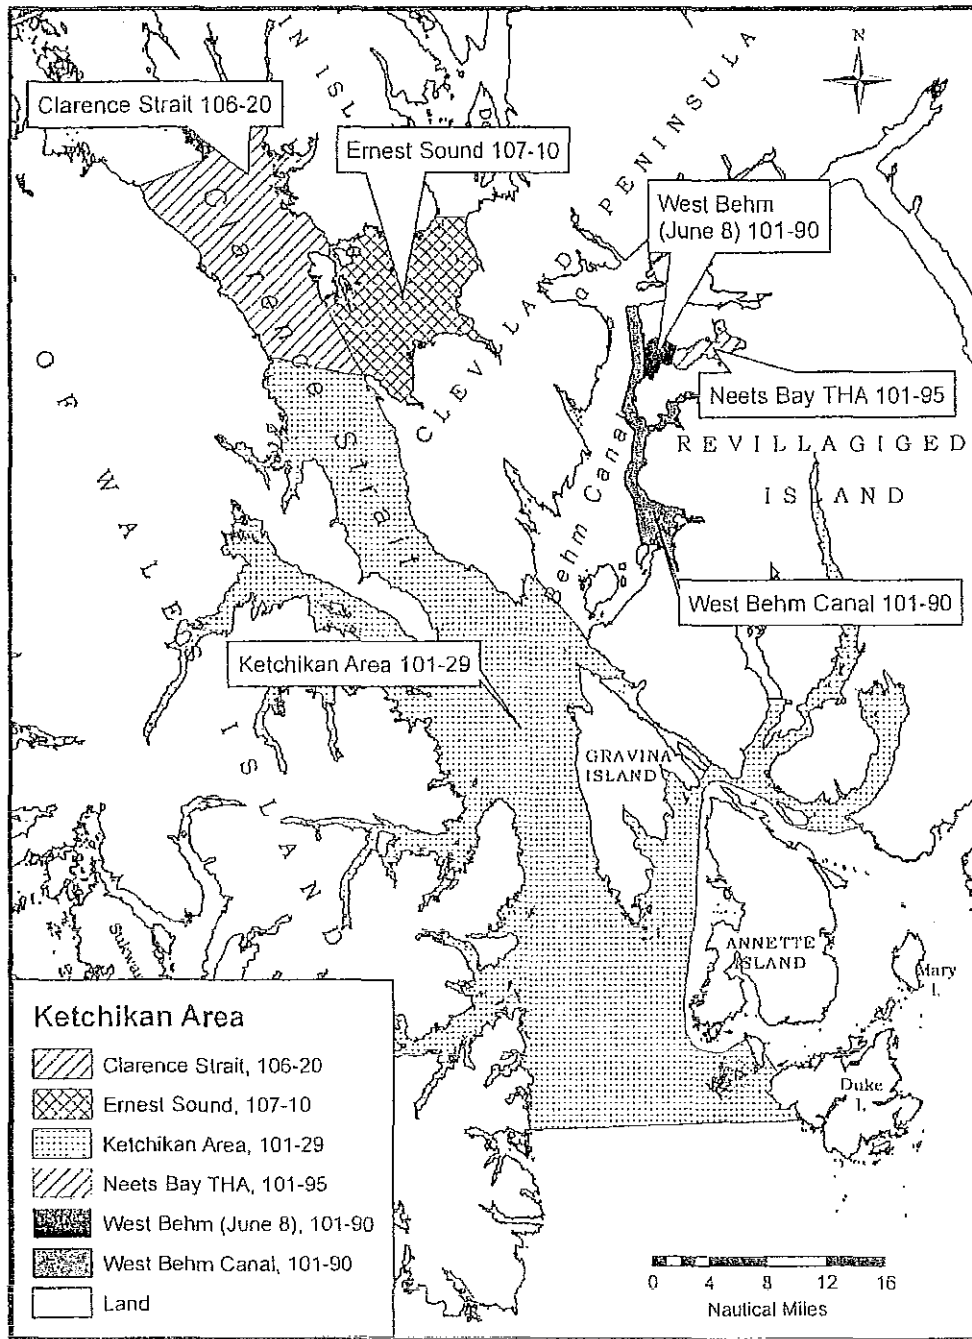 N
I N I S L
Clarence Strait 106-20
Ernest Sound 107-10
West Behm
(June 8) 101-90
Neets Bay THA 101-95
CLEVELAND PENINSULA
Clarence Strait
Behm Canal
REVILLAGIGED
ISLAND
West Behm Canal 101-90
OF WALES ISLAND
Ketchikan Area 101-29
GRAVINA
ISLAND
ANNETTE
ISLAND
Mary
I.
Duke
I.
Sukwan
Ketchikan Area
Clarence Strait, 106-20
Ernest Sound, 107-10
Ketchikan Area, 101-29
Neets Bay THA, 101-95
West Behm (June 8), 101-90
West Behm Canal, 101-90
Land
0 4 8 12 16
Nautical Miles